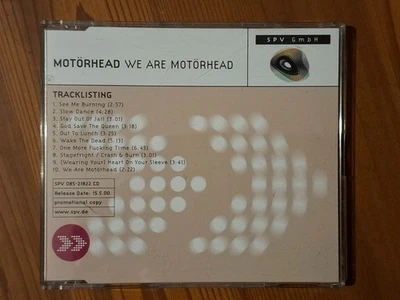 SPV GmbH
MOTÖRHEAD WE ARE MOTÖRHEAD
TRACKLISTING
1. See Me Burning (2:57)
2. Slow Dance (4:28)
3. Stay Out Of Jail (3:01)
4. God Save The Queen (3:18)
5. Out To Lunch (3:25)
6. Wake The Dead (5:13)
7. One More Fucking Time (6:43)
8. Stagefright / Crash & Burn (3:01)
9. (Wearing Your) Heart On Your Sleeve (3:41)
10. We Are Motörhead (2:22)
SPV 085-21822 CD
Release Date: 15.5.00
promotional copy
www.spv.de